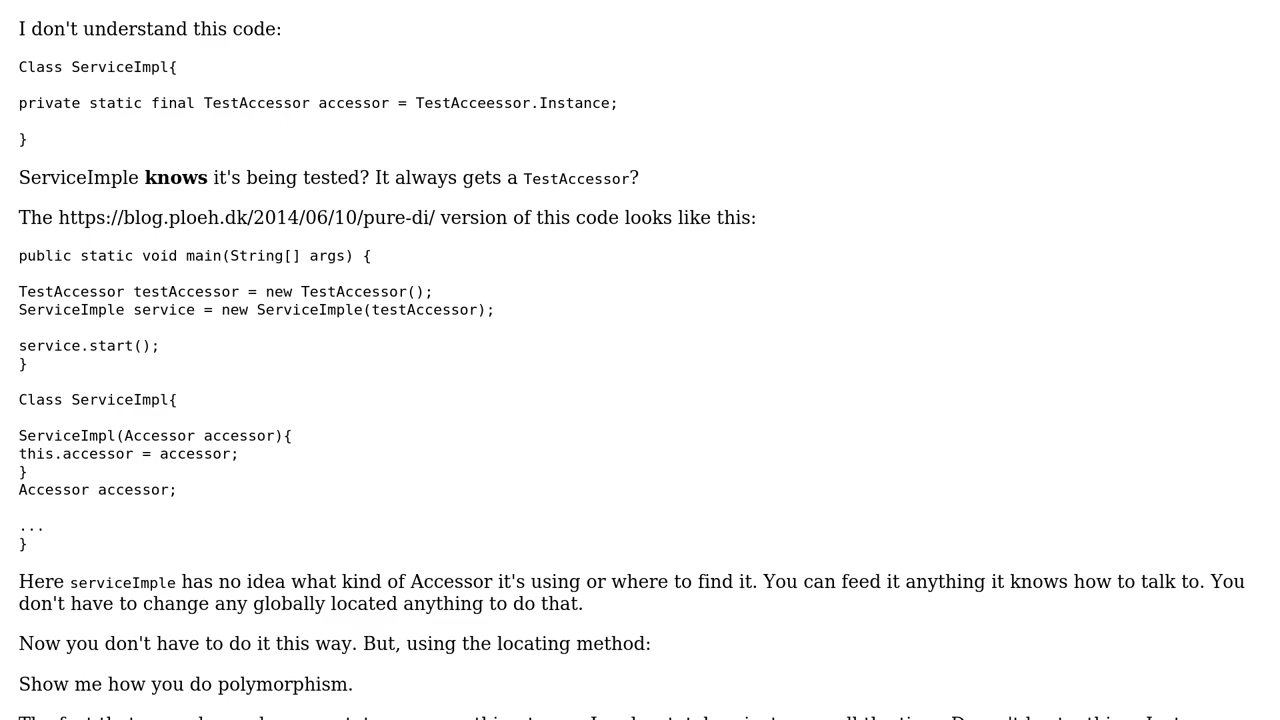 I don't understand this code:
Class ServiceImpl{
private static final TestAccessor accessor = TestAcceessor.Instance;
}
ServiceImple knows it's being tested? It always gets a TestAccessor?
The https://blog.ploeh.dk/2014/06/10/pure-di/ version of this code looks like this:
public static void main(String[] args) {
TestAccessor testAccessor = new TestAccessor();
ServiceImple service = new ServiceImple(testAccessor);
service.start();
}
Class ServiceImpl{
ServiceImpl(Accessor accessor){
this.accessor = accessor;
}
Accessor accessor;
...
}
Here serviceImple has no idea what kind of Accessor it's using or where to find it. You can feed it anything it knows how to talk to. You
don't have to change any globally located anything to do that.
Now you don't have to do it this way. But, using the locating method:
Show me how you do polymorphism.